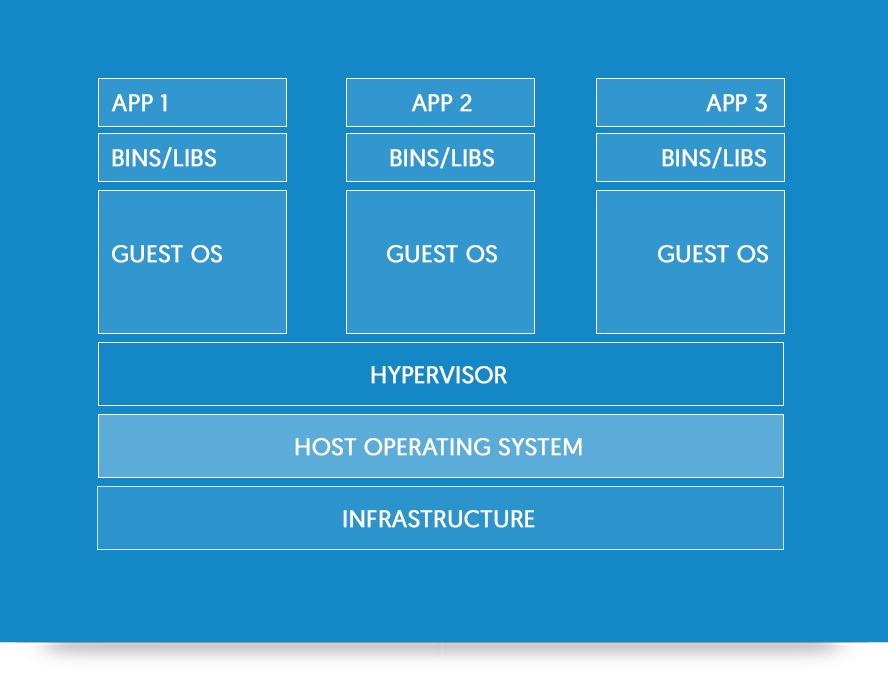 APP 1
APP 2
APP 3
BINS/LIBS
BINS/LIBS
BINS/LIBS
GUEST OS
GUEST OS
GUEST OS
HYPERVISOR
HOST OPERATING SYSTEM
INFRASTRUCTURE